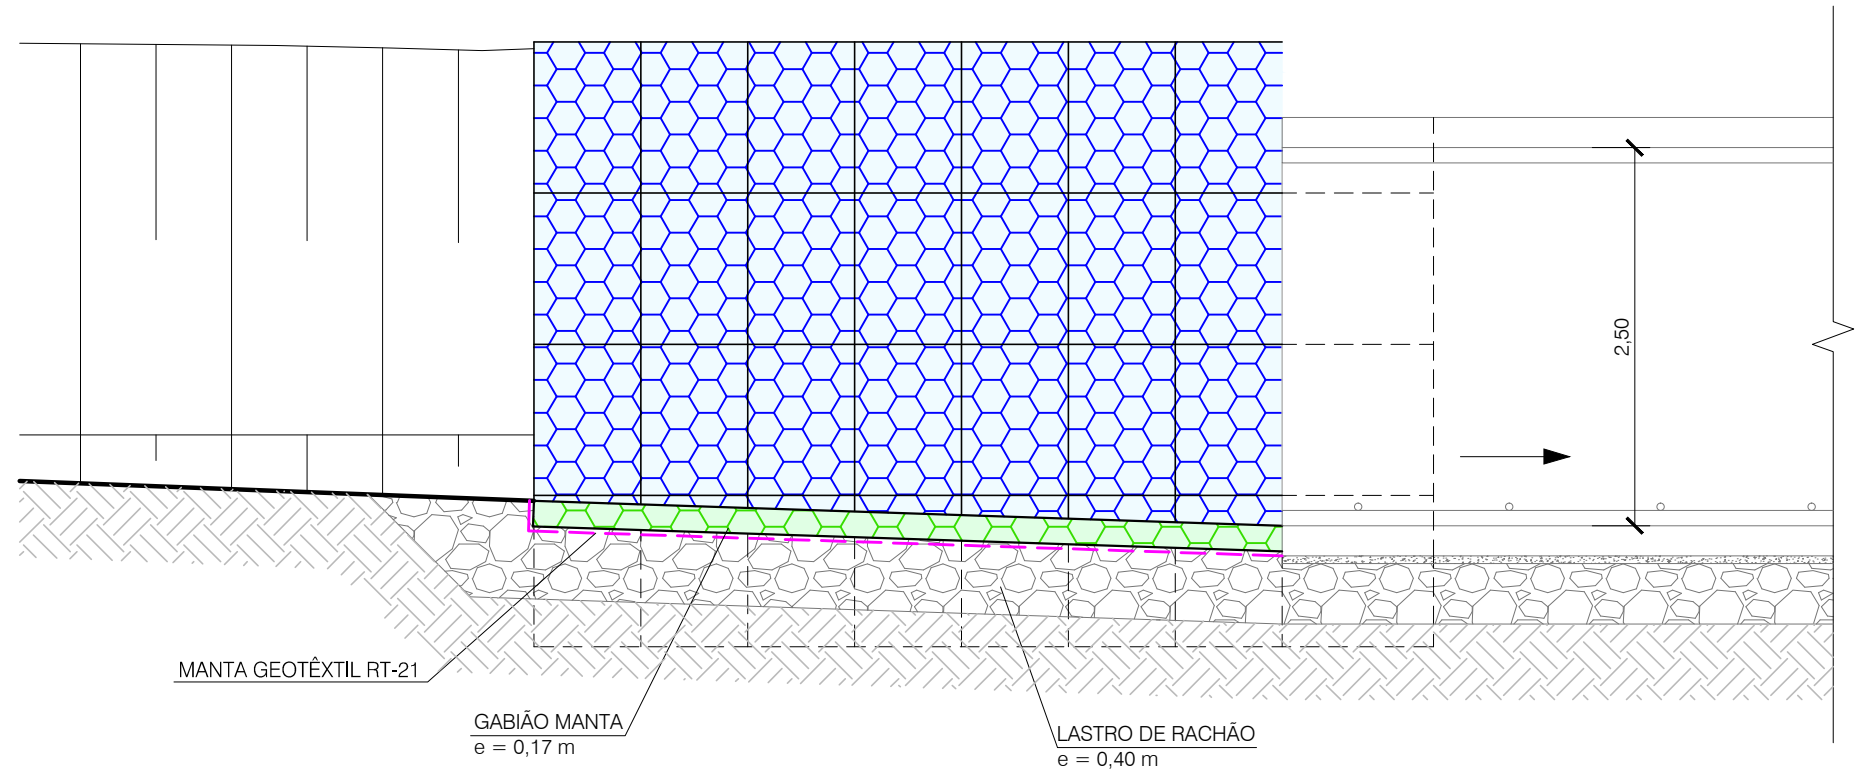 2,50
MANTA GEOTÊXTIL RT-21
GABIÃO MANTA
e = 0,17 m
LASTRO DE RACHÃO
e = 0,40 m